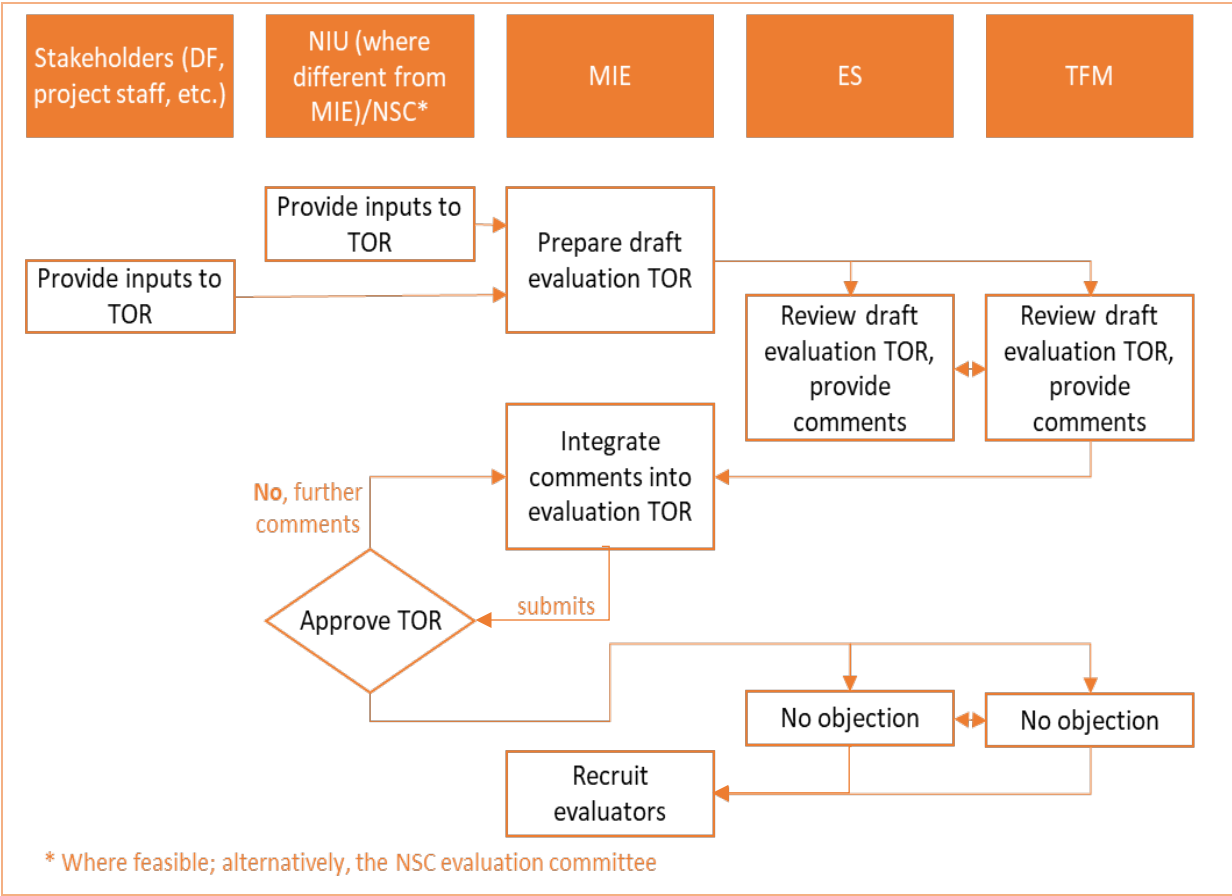 Stakeholders (DF,
project staff, etc.)
NIU (where
different from
MIE)/NSC*
MIE
ES
TFM
Provide inputs to
TOR
Provide inputs to
TOR
Prepare draft
evaluation TOR
Review draft
evaluation TOR,
provide
comments
Review draft
evaluation TOR,
provide
comments
Integrate
comments into
evaluation TOR
No, further
comments
submits
Approve TOR
No objection
No objection
Recruit
evaluators
* Where feasible; alternatively, the NSC evaluation committee